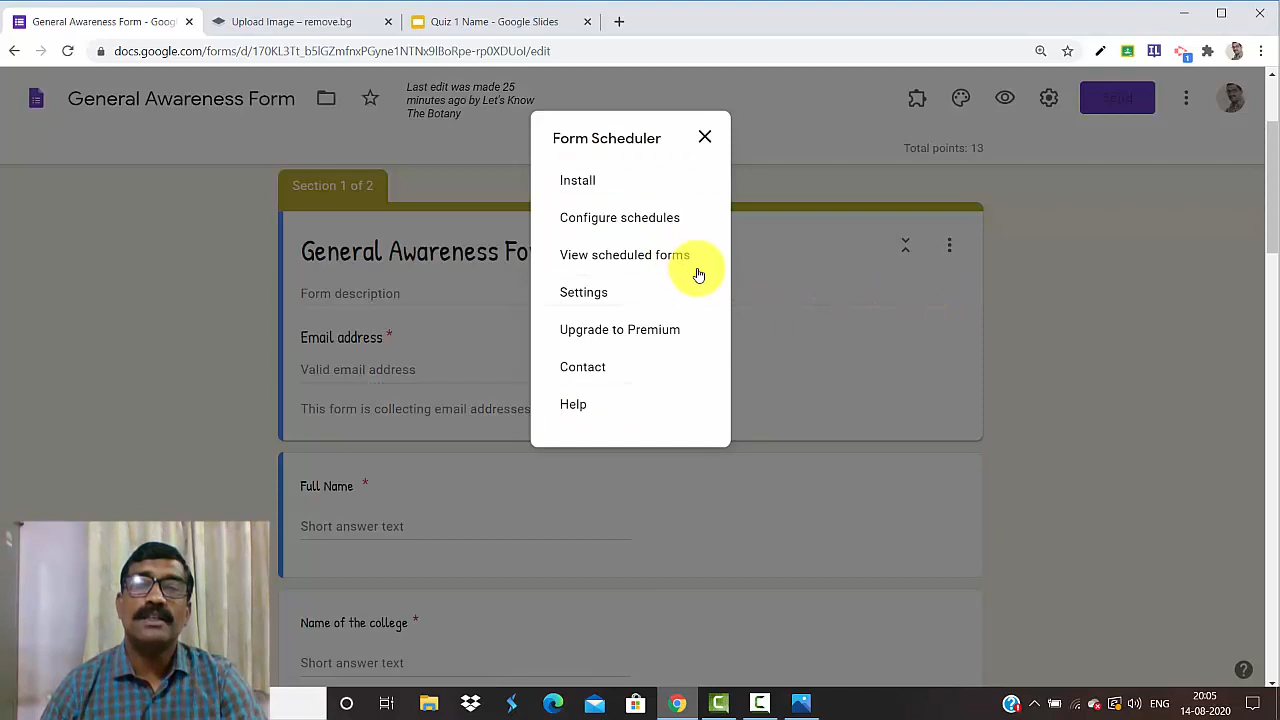 General Awareness Form - Goog
Upload Image – remove.bg
Quiz 1 Name - Google Slides
docs.google.com/forms/d/170KL3Tt_b5lGZmfnxPGyne1NTNx9lBoRpe-rp0XDUoI/edit
1
General Awareness Form
Last edit was made 25
minutes ago by Let's Know
The Botany
Send
Total points: 13
Form Scheduler
Install
Configure schedules
View scheduled forms
Settings
Upgrade to Premium
Contact
Help
Section 1 of 2
General Awareness Fo
Form description
Email address *
Valid email address
This form is collecting email addresses
Full Name *
Short answer text
Name of the college *
Short answer text
ENG
20:05
14-08-2020